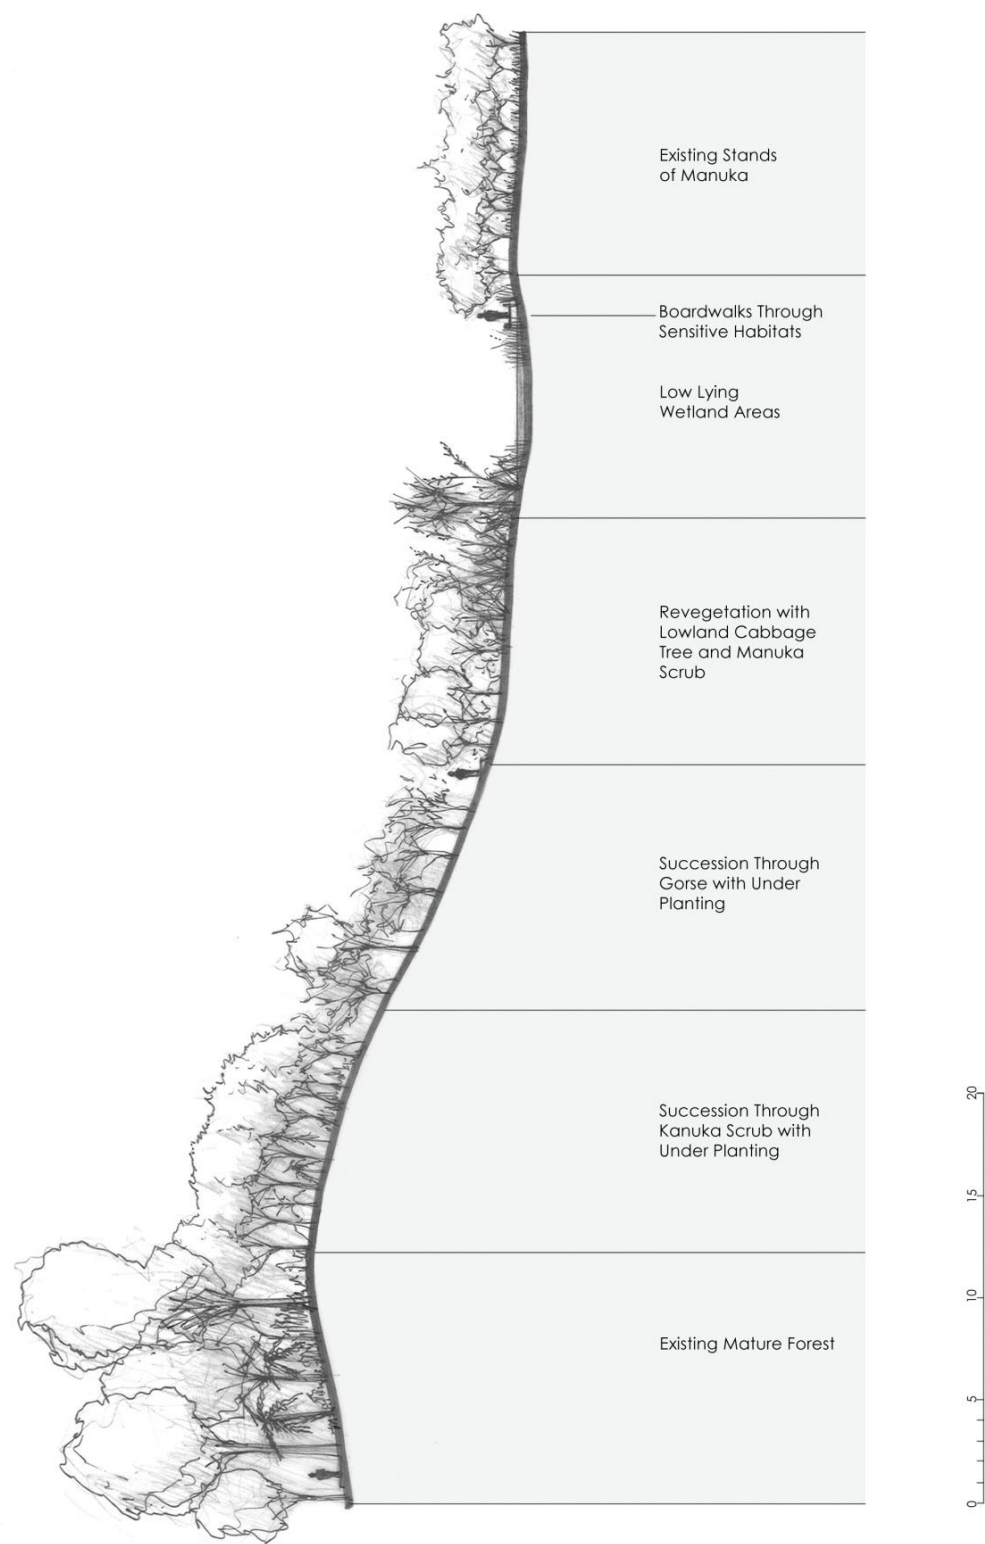 Existing Stands
of Manuka
Boardwalks Through
Sensitive Habitats
Low Lying
Wetland Areas
Revegetation with
Lowland Cabbage
Tree and Manuka
Scrub
Succession Through
Gorse with Under
Planting
Succession Through
Kanuka Scrub with
Under Planting
Existing Mature Forest
20
15
10
5
0